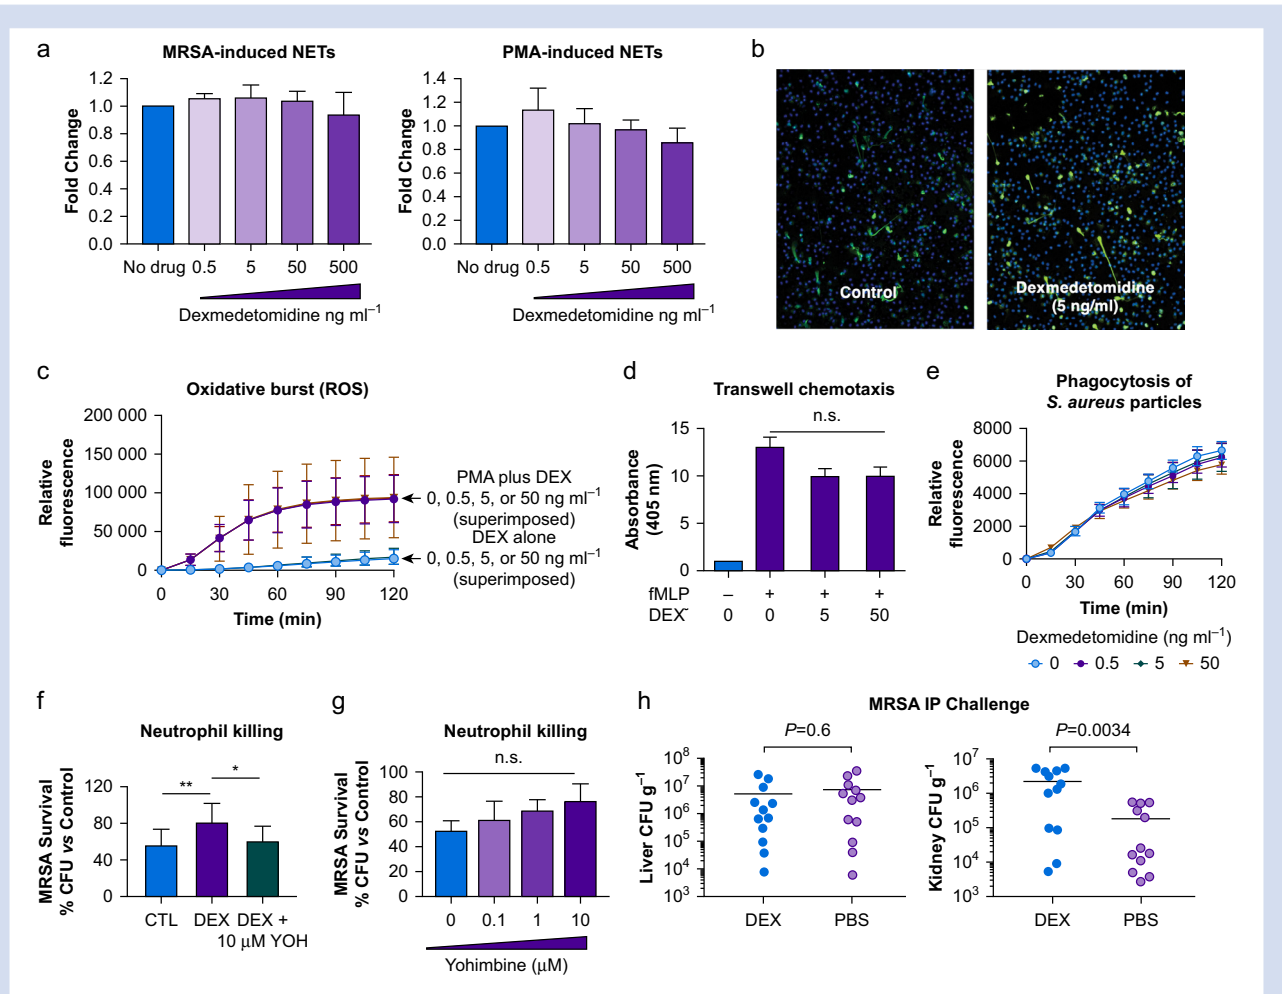 a
MRSA-induced NETs
Fold Change
1.2
1.0
0.8
0.6
0.4
0.2
0.0
No drug 0.5 5 50 500
Dexmedetomidine ng ml⁻¹
PMA-induced NETs
Fold Change
1.4
1.2
1.0
0.8
0.6
0.4
0.2
0.0
No drug 0.5 5 50 500
Dexmedetomidine ng ml⁻¹
b
Control
Dexmedetomidine
(5 ng/ml)
c
Oxidative burst (ROS)
Relative
fluorescence
200 000
150 000
100 000
50 000
0
0 30 60 90 120
Time (min)
PMA plus DEX
0, 0.5, 5, or 50 ng ml⁻¹
(superimposed)
DEX alone
0, 0.5, 5, or 50 ng ml⁻¹
(superimposed)
d
Transwell chemotaxis
n.s.
Absorbance
(405 nm)
15
10
5
0
fMLP – + + +
DEX⁻ 0 0 5 50
e
Phagocytosis of
S. aureus particles
Relative
fluorescence
8000
6000
4000
2000
0
0 30 60 90 120
Time (min)
Dexmedetomidine (ng ml⁻¹)
0 0.5 5 50
f
Neutrophil killing
MRSA Survival
% CFU vs Control
120
80
40
0
** *
CTL DEX DEX +
10 µM YOH
g
Neutrophil killing
n.s.
MRSA Survival
% CFU vs Control
100
80
60
40
20
0
0 0.1 1 10
Yohimbine (µM)
h
MRSA IP Challenge
P=0.6
Liver CFU g⁻¹
10⁸
10⁷
10⁶
10⁵
10⁴
10³
DEX PBS
P=0.0034
Kidney CFU g⁻¹
10⁷
10⁶
10⁵
10⁴
10³
DEX PBS